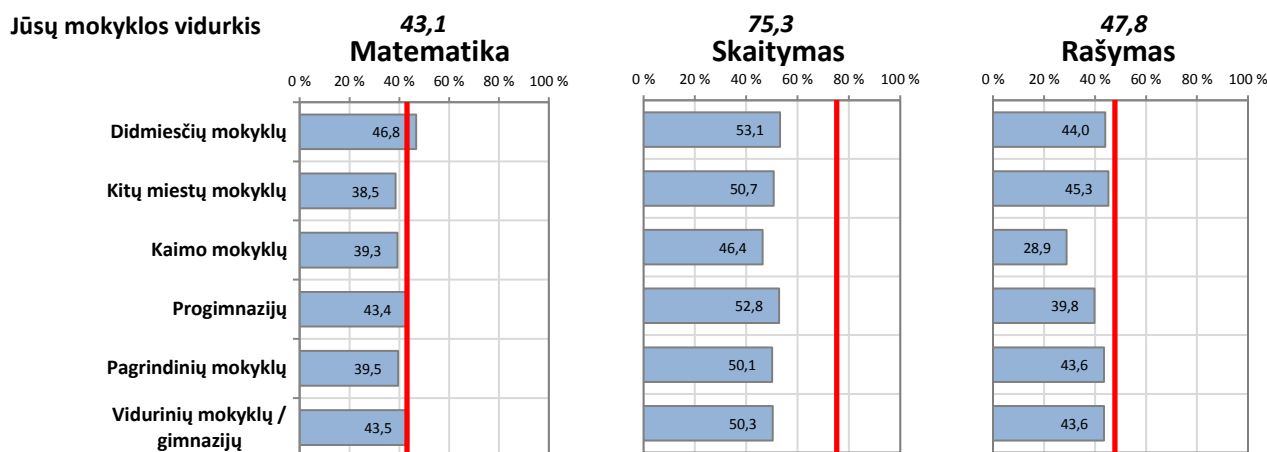 Jūsų mokyklos vidurkis 43,1 75,3 47,8
Matematika Skaitymas Rašymas
0 % 20 % 40 % 60 % 80 % 100 % 0 % 20 % 40 % 60 % 80 % 100 % 0 % 20 % 40 % 60 % 80 % 100 %
Didmiesčių mokyklų 46,8 53,1 44,0
Kitų miestų mokyklų 38,5 50,7 45,3
Kaimo mokyklų 39,3 46,4 28,9
Progimnazijų 43,4 52,8 39,8
Pagrindinių mokyklų 39,5 50,1 43,6
Vidurinių mokyklų / 43,5 50,3 43,6
gimnazijų